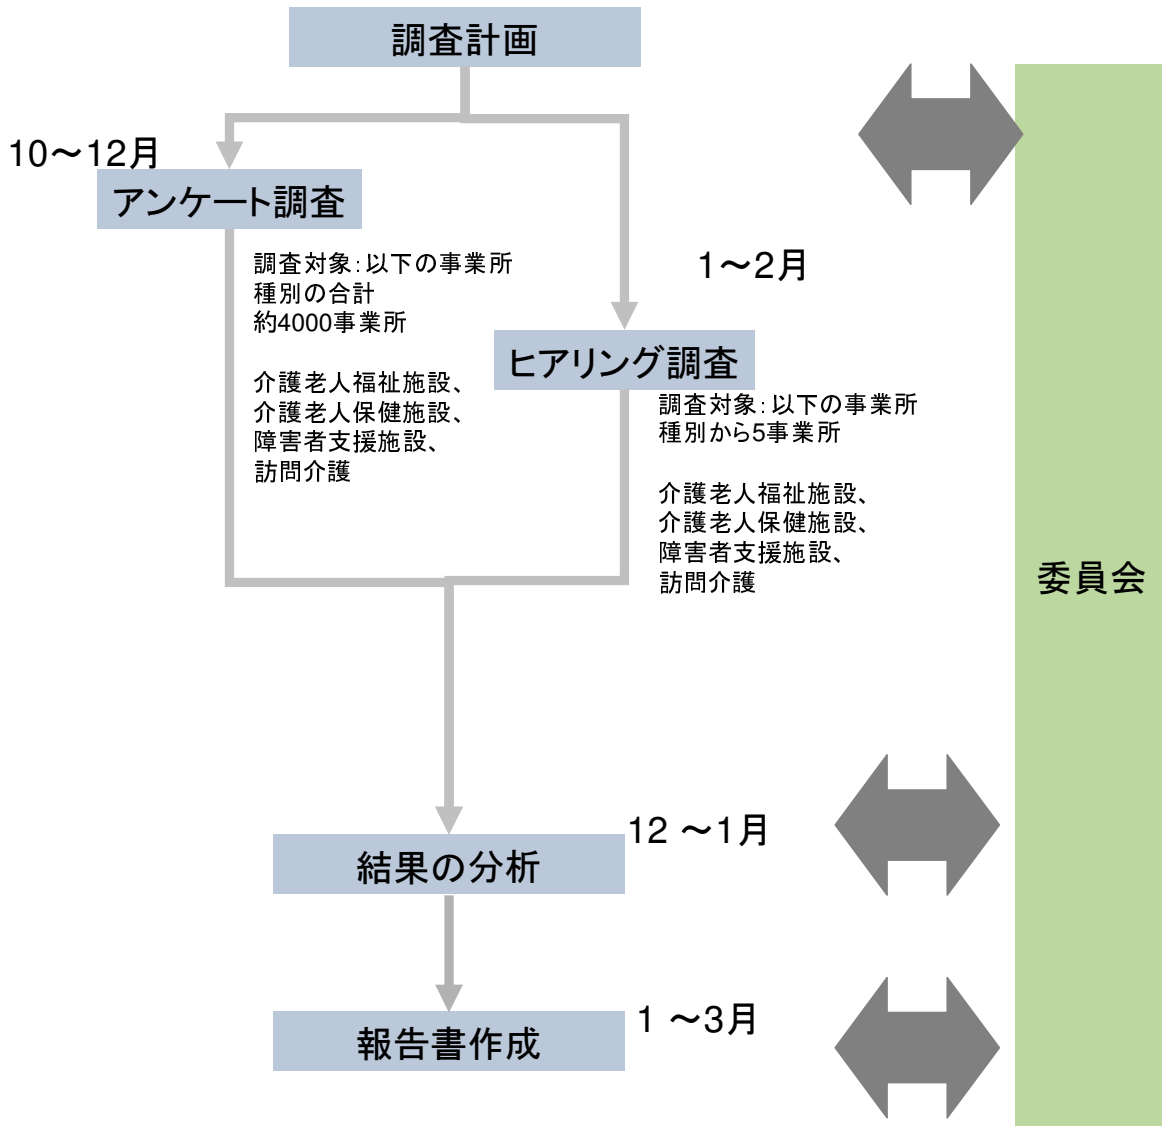 調査計画
10～12月
アンケート調査
調査対象：以下の事業所
種別の合計
約4000事業所
介護老人福祉施設、
介護老人保健施設、
障害者支援施設、
訪問介護
1～2月
ヒアリング調査
調査対象：以下の事業所
種別から5事業所
介護老人福祉施設、
介護老人保健施設、
障害者支援施設、
訪問介護
委員会
12 ～1月
結果の分析
1 ～3月
報告書作成